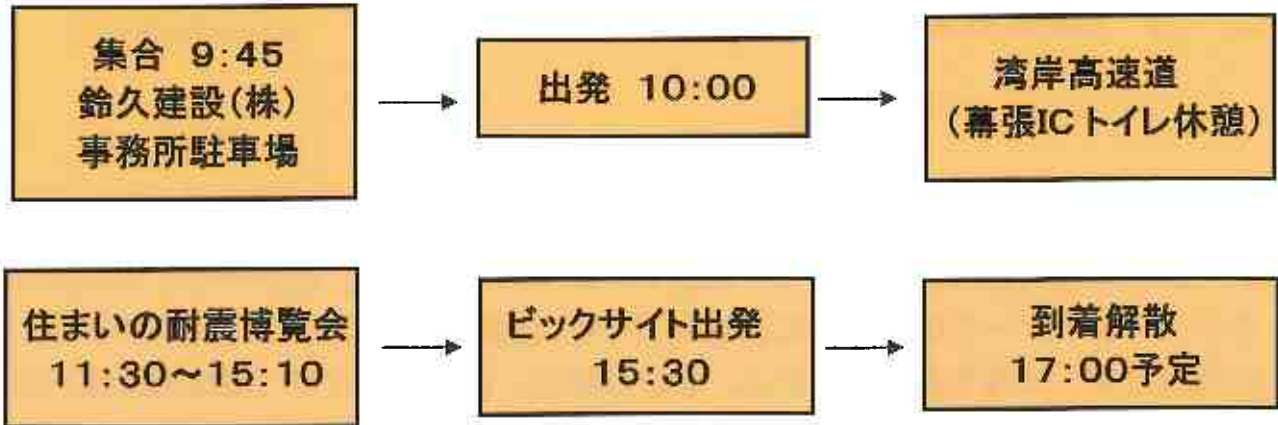 集合 9:45
鈴久建設(株)
事務所駐車場
出発 10:00
湾岸高速道
(幕張IC トイレ休憩)
住まいの耐震博覧会
11:30~15:10
ビックサイト出発
15:30
到着解散
17:00予定